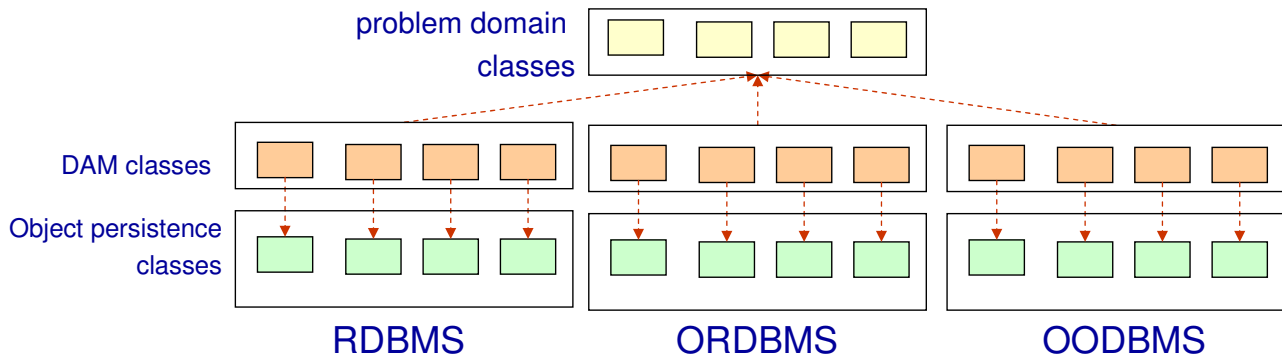 problem domain
classes
DAM classes
Object persistence
classes
RDBMS
ORDBMS
OODBMS